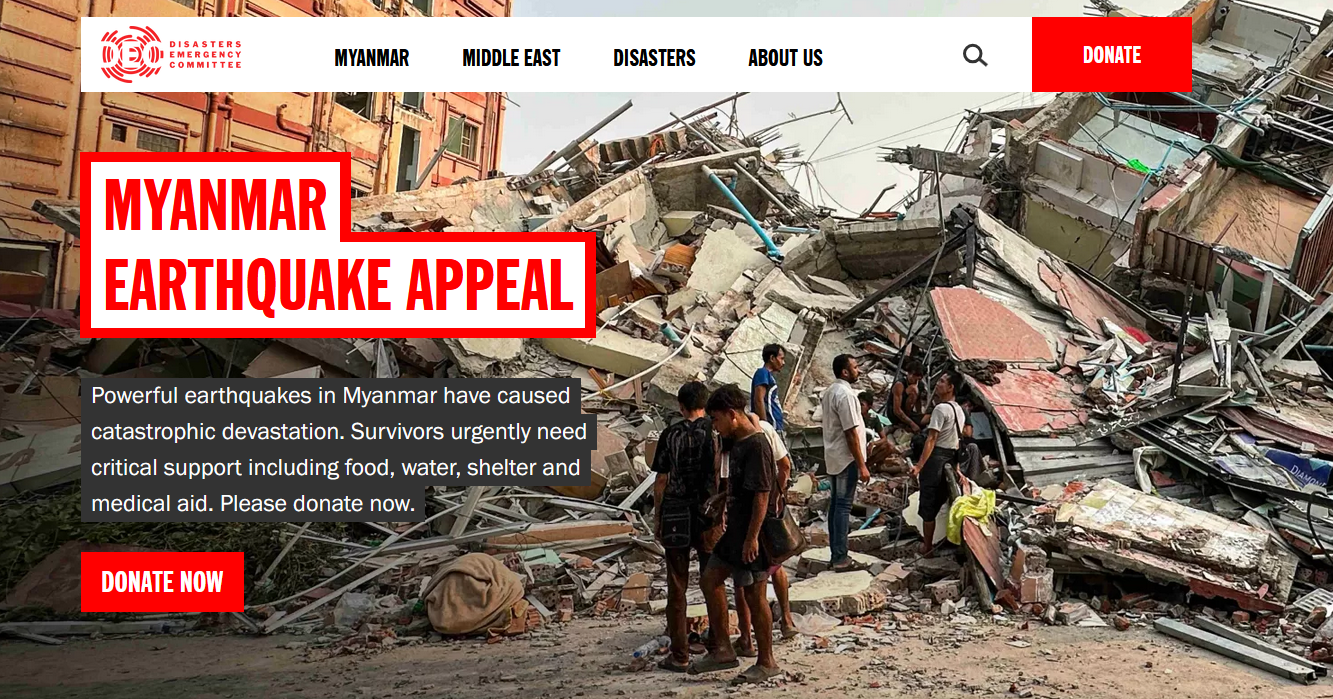 DISASTERS
EMERGENCY
COMMITTEE
MYANMAR MIDDLE EAST DISASTERS ABOUT US DONATE
MYANMAR
EARTHQUAKE APPEAL
Powerful earthquakes in Myanmar have caused
catastrophic devastation. Survivors urgently need
critical support including food, water, shelter and
medical aid. Please donate now.
DONATE NOW